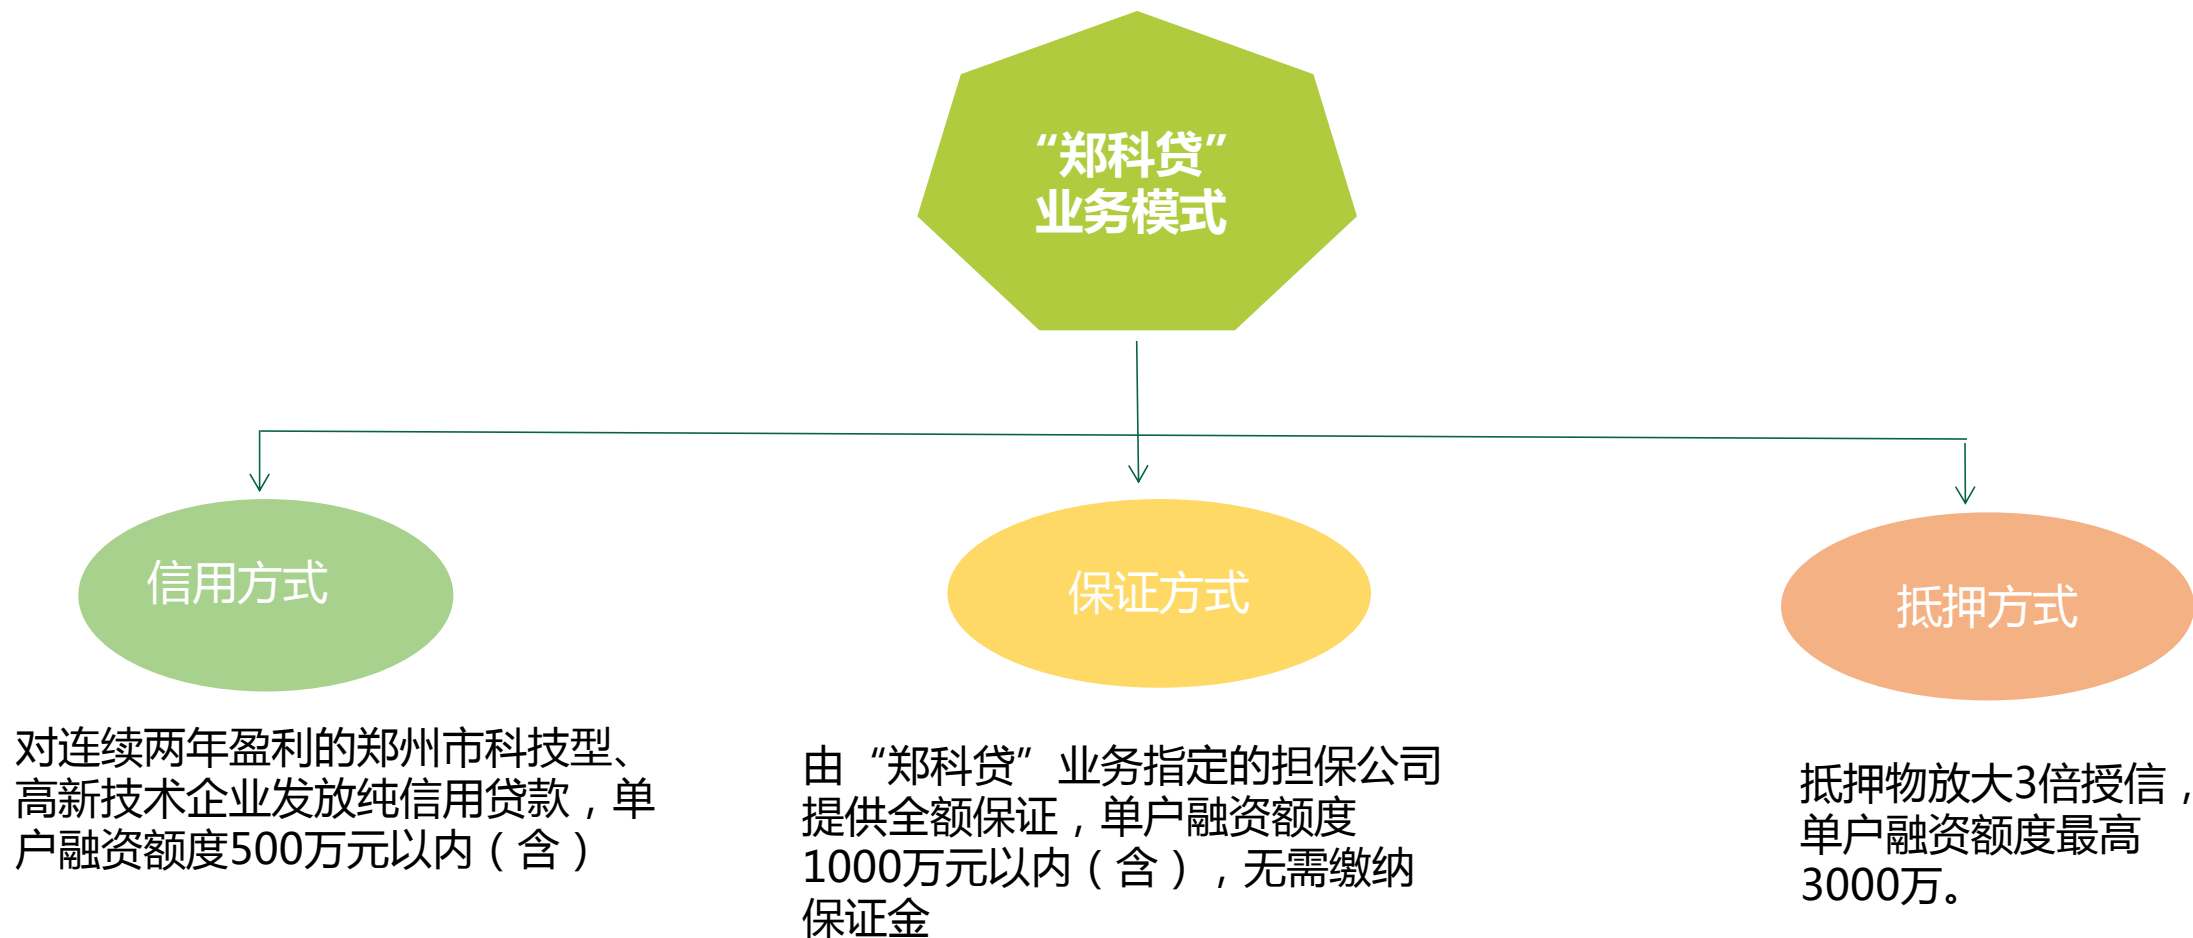 “郑科贷”
业务模式
信用方式
保证方式
抵押方式
对连续两年盈利的郑州市科技型、
高新技术企业发放纯信用贷款，单
户融资额度500万元以内（含）
由“郑科贷”业务指定的担保公司
提供全额保证，单户融资额度
1000万元以内（含），无需缴纳
保证金
抵押物放大3倍授信，
单户融资额度最高
3000万。